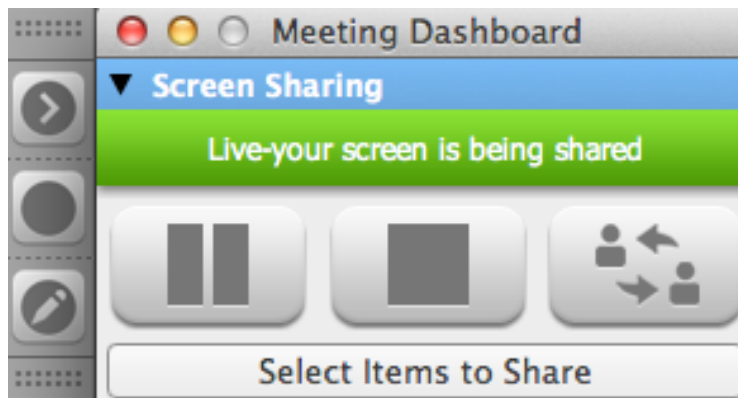 Meeting Dashboard
Screen Sharing
Live-your screen is being shared
Select Items to Share